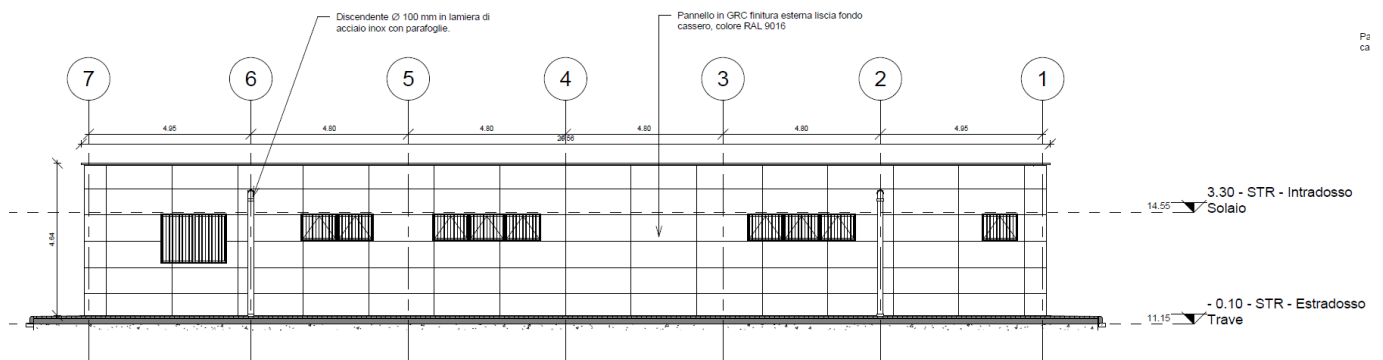 Discendente Ø 100 mm in lamiera di
acciaio inox con parafoglie.
Pannello in GRC finitura esterna liscia fondo
cassero, colore RAL 9016
Pa
ca
7
6
5
4
3
2
1
4.95
4.80
4.80
4.80
4.80
4.95
4.64
14.55
3.30 - STR - Intradosso
Solaio
11.15
- 0.10 - STR - Estradosso
Trave